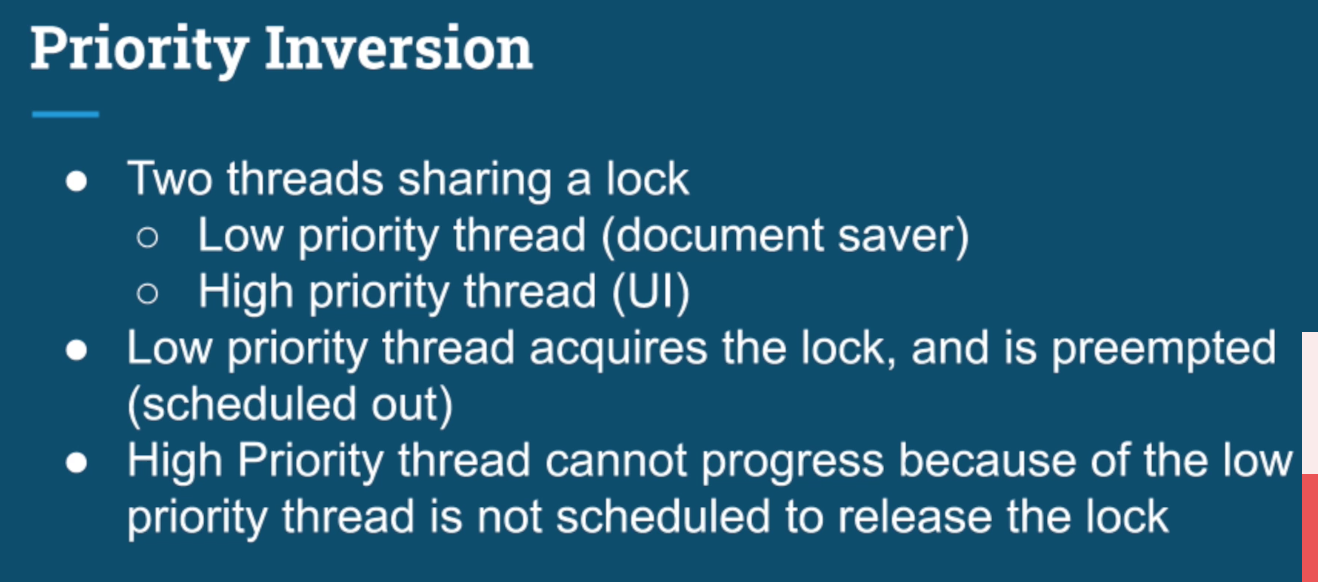 Priority Inversion
● Two threads sharing a lock
○ Low priority thread (document saver)
○ High priority thread (UI)
● Low priority thread acquires the lock, and is preempted
(scheduled out)
● High Priority thread cannot progress because of the low
priority thread is not scheduled to release the lock